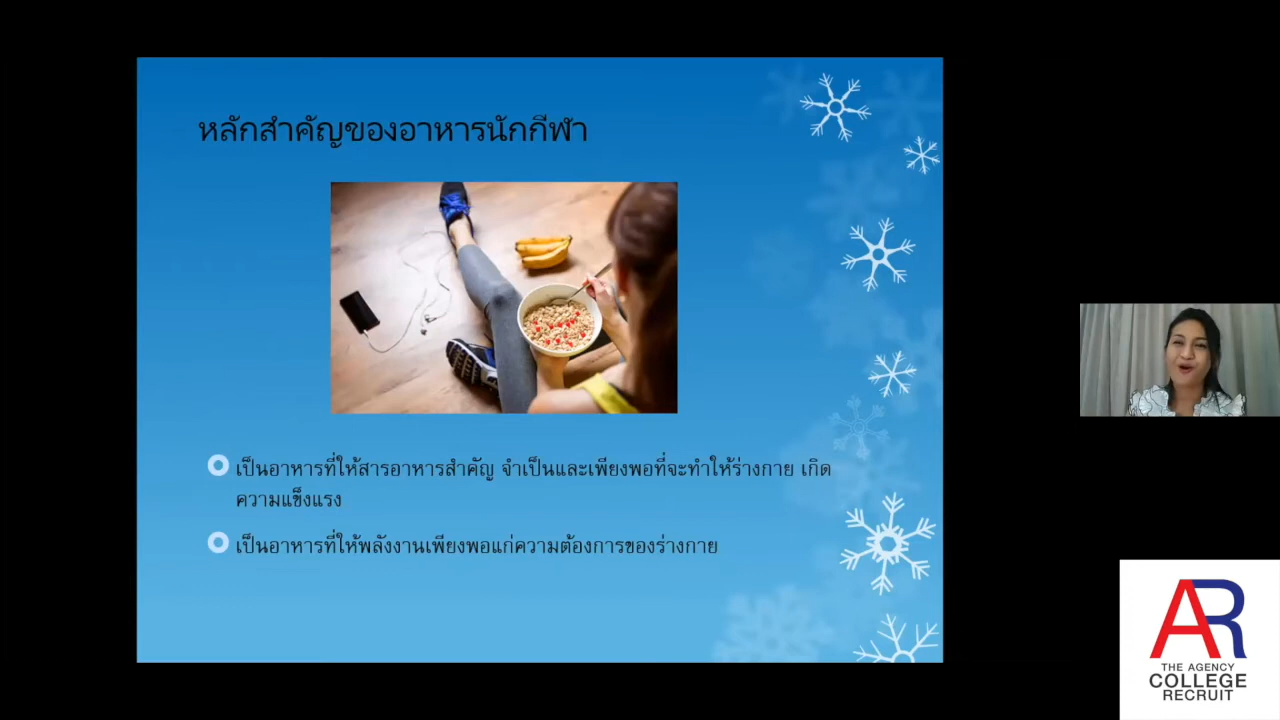 หลักสำคัญของอาหารนักกีฬา
เป็นอาหารที่ให้สารอาหารสำคัญ จำเป็นและเพียงพอที่จะทำให้ร่างกาย เกิด
ความแข็งแรง
เป็นอาหารที่ให้พลังงานเพียงพอแก่ความต้องการของร่างกาย
AR
THE AGENCY
COLLEGE
RECRUIT